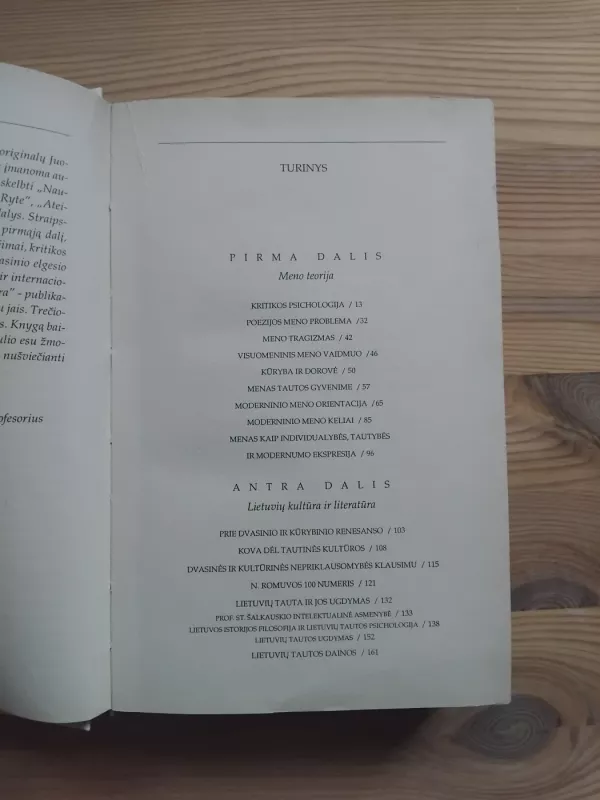 originalų Juo-
įmanoma au-
skelbti „Nau-
Ryte", „Atei-
dalys. Straips-
pirmąją dalį,
kritikos
asinio elgesio
ir internacio-
ra" - publika-
jais. Trečio-
s. Knygą bai-
ulio esu žmo-
nušviečianti
ofesorius
TURINYS
PIRMA DALIS
Meno teorija
KRITIKOS PSICHOLOGIJA / 13
POEZIJOS MENO PROBLEMA /32
MENO TRAGIZMAS / 42
VISUOMENINIS MENO VAIDMUO /46
KŪRYBA IR DOROVĖ / 50
MENAS TAUTOS GYVENIME / 57
MODERNINIO MENO ORIENTACIJA /65
MODERNINIO MENO KELIAI / 85
MENAS KAIP INDIVIDUALYBĖS, TAUTYBĖS
IR MODERNUMO EKSPRESIJA / 96
ANTRA DALIS
Lietuvių kultūra ir literatūra
PRIE DVASINIO IR KŪRYBINIO RENESANSO / 103
KOVA DĖL TAUTINĖS KULTŪROS / 108
DVASINĖS IR KULTŪRINĖS NEPRIKLAUSOMYBĖS KLAUSIMU / 115
N. ROMUVOS 100 NUMERIS / 121
LIETUVIŲ TAUTA IR JOS UGDYMAS / 132
PROF. ST. ŠALKAUSKIO INTELEKTUALINĖ ASMENYBĖ / 133
LIETUVOS ISTORIJOS FILOSOFIJA IR LIETUVIŲ TAUTOS PSICHOLOGIJA / 138
LIETUVIŲ TAUTOS UGDYMAS / 152
LIETUVIŲ TAUTOS DAINOS / 161